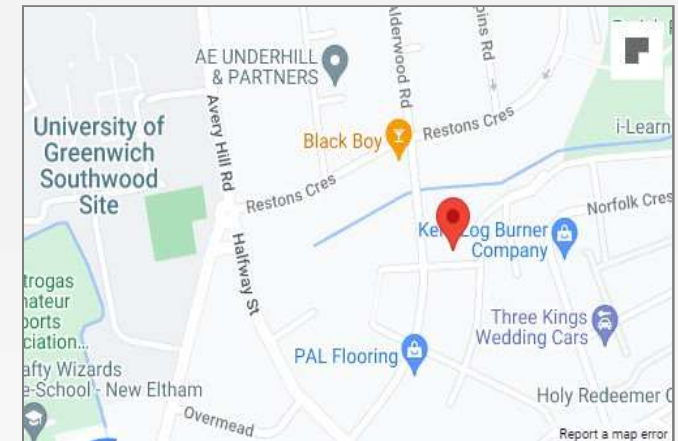 AE UNDERHILL
& PARTNERS
Alderwood Rd
Avery Hill Rd
University of
Greenwich
Southwood
Site
Black Boy
Restons Cres
i-Learn
Restons Cres
Norfolk Cres
Log Burner
Company
Halfway St
Three Kings
Wedding Cars
PAL Flooring
Pre-School - New Eltham
Overmead
Holy Redeemer C
Report a map error